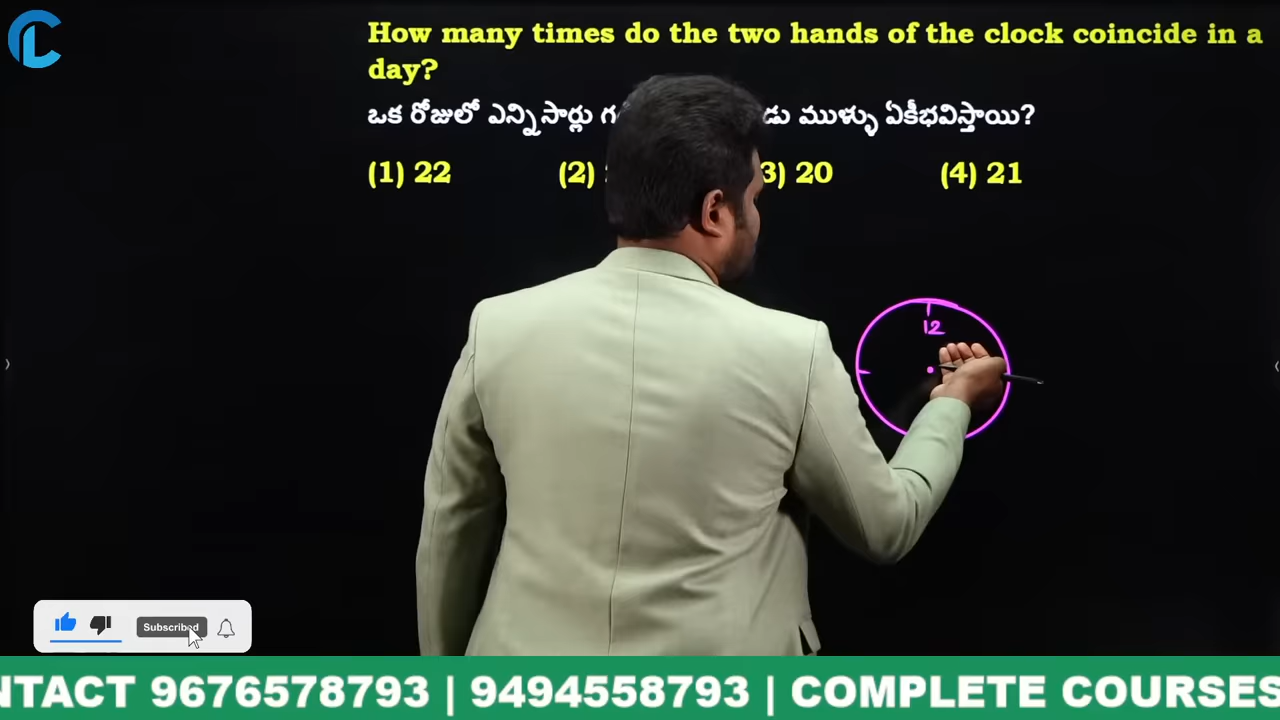 How many times do the two hands of the clock coincide in a
day?
ఒక రోజులో ఎన్ని సార్లు ముళ్ళు ఏకీభవిస్తాయి?
(1) 22 (2) 3) 20 (4) 21
12
Subscribed
NTACT 9676578793 | 9494558793 | COMPLETE COURSES